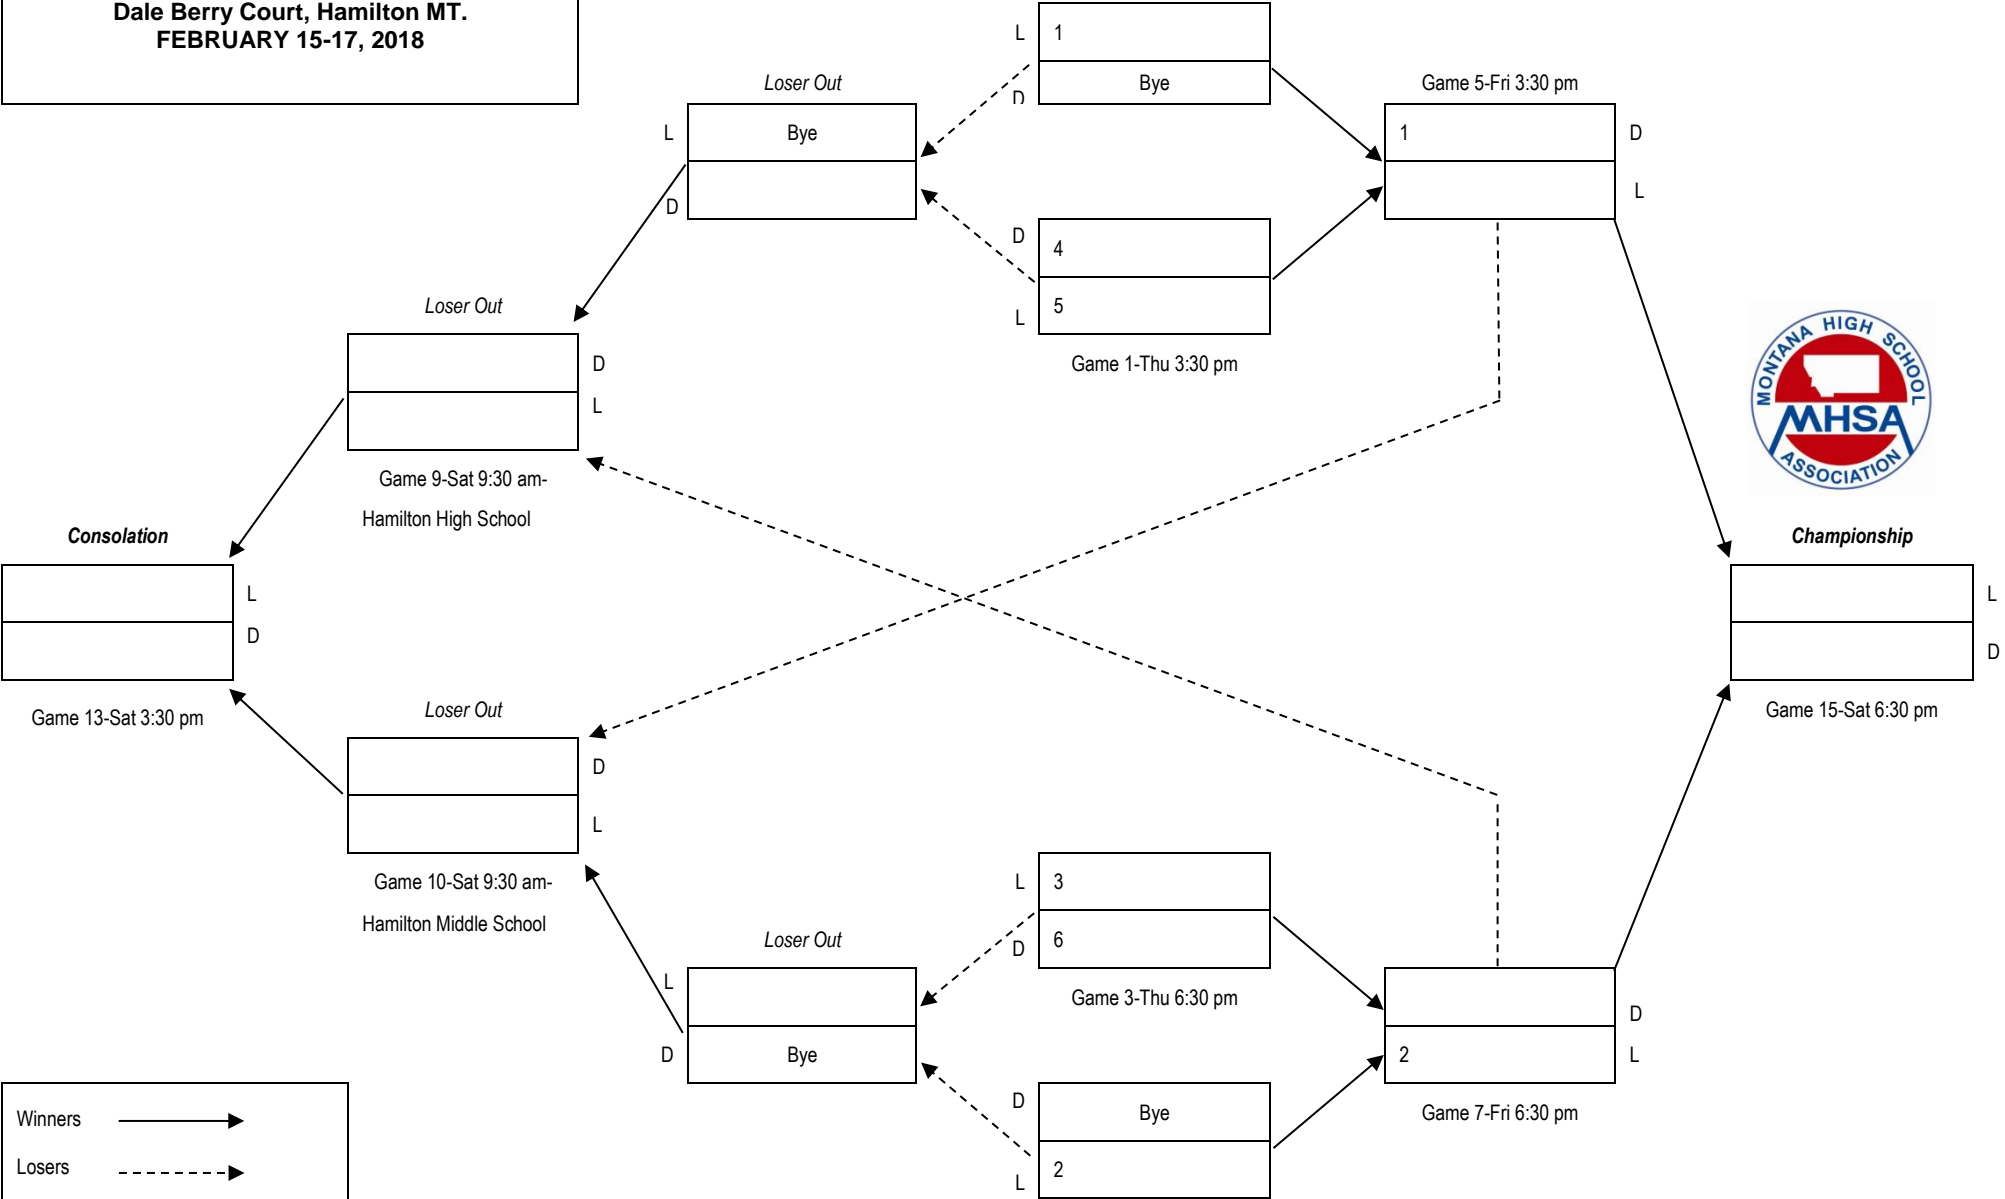 Dale Berry Court, Hamilton MT.
FEBRUARY 15-17, 2018
L
1
D
Bye
Loser Out
L
Bye
D
Game 5-Fri 3:30 pm
1
D
L
D
4
L
5
Game 1-Thu 3:30 pm
Loser Out
D
L
Game 9-Sat 9:30 am-
Hamilton High School
MONTANA HIGH SCHOOL
MHSA
ASSOCIATION
Consolation
L
D
Game 13-Sat 3:30 pm
Championship
L
D
Game 15-Sat 6:30 pm
Loser Out
D
L
Game 10-Sat 9:30 am-
Hamilton Middle School
L
3
D
6
Game 3-Thu 6:30 pm
Loser Out
L
D
Bye
D
2
L
Game 7-Fri 6:30 pm
D
Bye
L
2
Winners
Losers